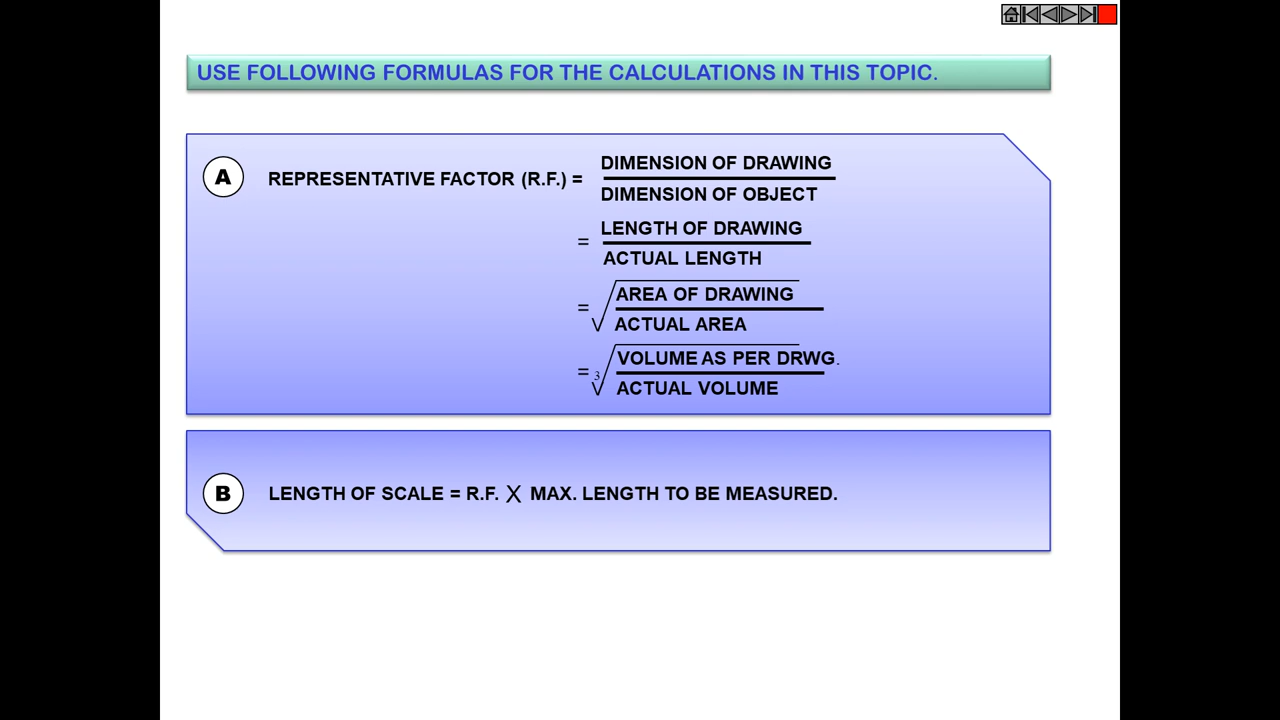 USE FOLLOWING FORMULAS FOR THE CALCULATIONS IN THIS TOPIC.
A
REPRESENTATIVE FACTOR (R.F.) =
DIMENSION OF DRAWING
DIMENSION OF OBJECT
=
LENGTH OF DRAWING
ACTUAL LENGTH
= √
AREA OF DRAWING
ACTUAL AREA
= 3√
VOLUME AS PER DRWG.
ACTUAL VOLUME
B
LENGTH OF SCALE = R.F. X MAX. LENGTH TO BE MEASURED.